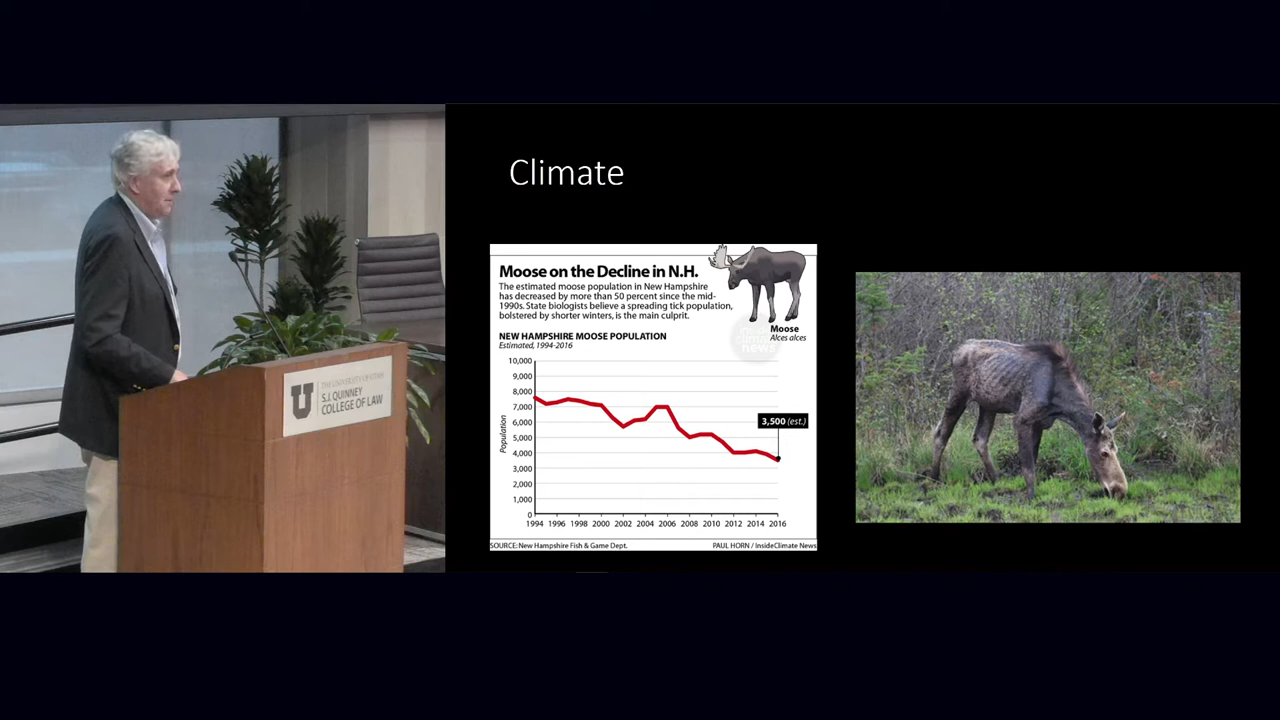 Climate
Moose on the Decline in N.H.
The estimated moose population in New Hampshire
has decreased by more than 50 percent since the mid-
1990s. State biologists believe a spreading tick population,
bolstered by shorter winters, is the main culprit.
Moose
Alces alces
NEW HAMPSHIRE MOOSE POPULATION
Estimated, 1994-2016
10,000
9,000
8,000
7,000
6,000
5,000
4,000
3,000
2,000
1,000
0
Population
3,500 (est.)
1994 1996 1998 2000 2002 2004 2006 2008 2010 2012 2014 2016
SOURCE: New Hampshire Fish & Game Dept. PAUL HORN / InsideClimate News
inside
climate
news
THE UNIVERSITY OF UTAH
U S.J. QUINNEY
COLLEGE OF LAW